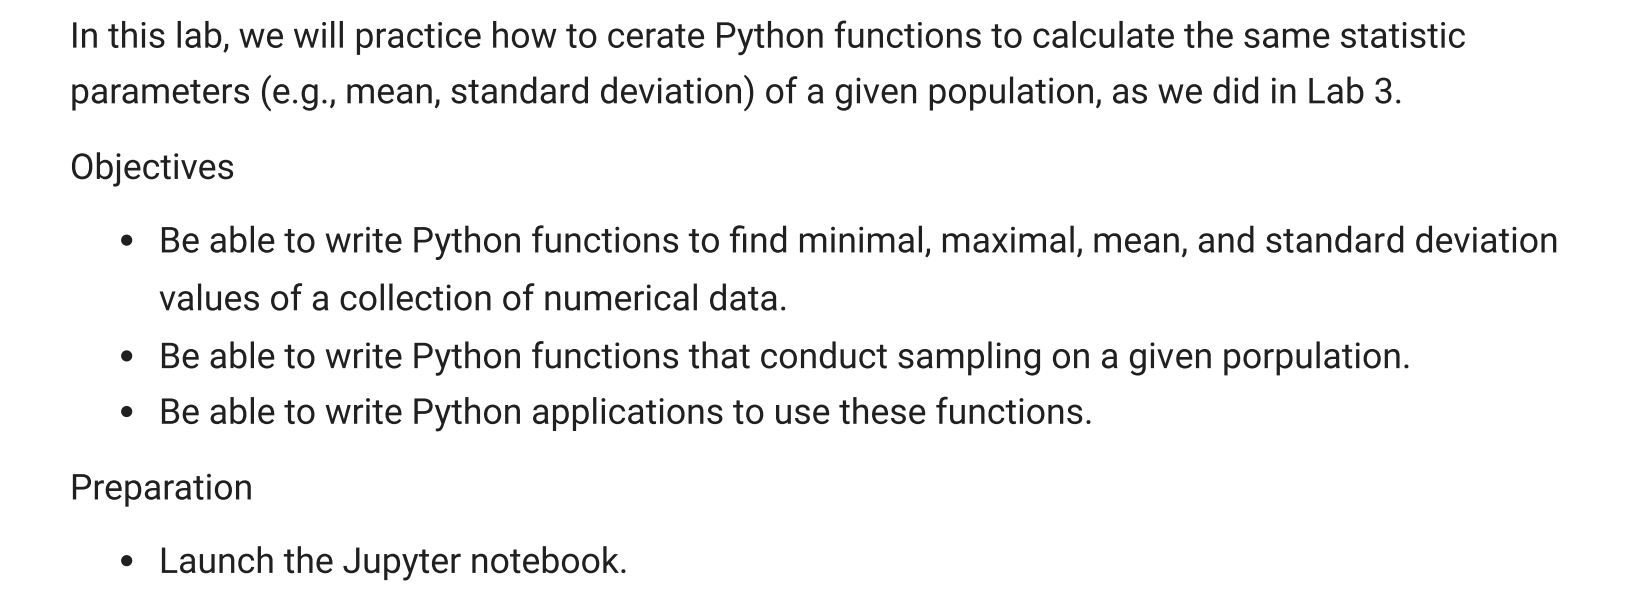 In this lab, we will practice how to cerate Python functions to calculate the same statistic
parameters (e.g., mean, standard deviation) of a given population, as we did in Lab 3.
Objectives
• Be able to write Python functions to find minimal, maximal, mean, and standard deviation
values of a collection of numerical data.
• Be able to write Python functions that conduct sampling on a given porpulation.
• Be able to write Python applications to use these functions.
Preparation
• Launch the Jupyter notebook.